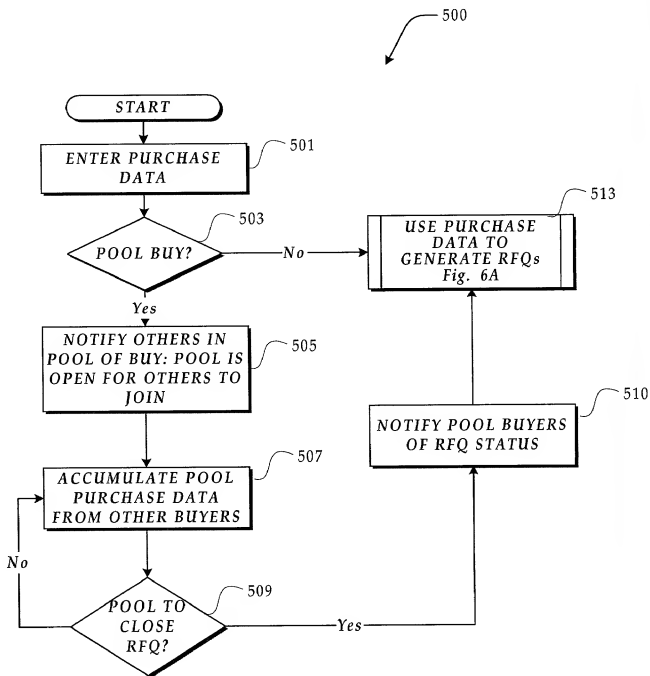 500
START
ENTER PURCHASE
DATA
501
503
POOL BUY?
No
513
USE PURCHASE
DATA TO
GENERATE RFQs
Fig. 6A
Yes
NOTIFY OTHERS IN
POOL OF BUY: POOL IS
OPEN FOR OTHERS TO
JOIN
505
510
NOTIFY POOL BUYERS
OF RFQ STATUS
507
ACCUMULATE POOL
PURCHASE DATA
FROM OTHER BUYERS
No
509
POOL TO
CLOSE
RFQ?
Yes